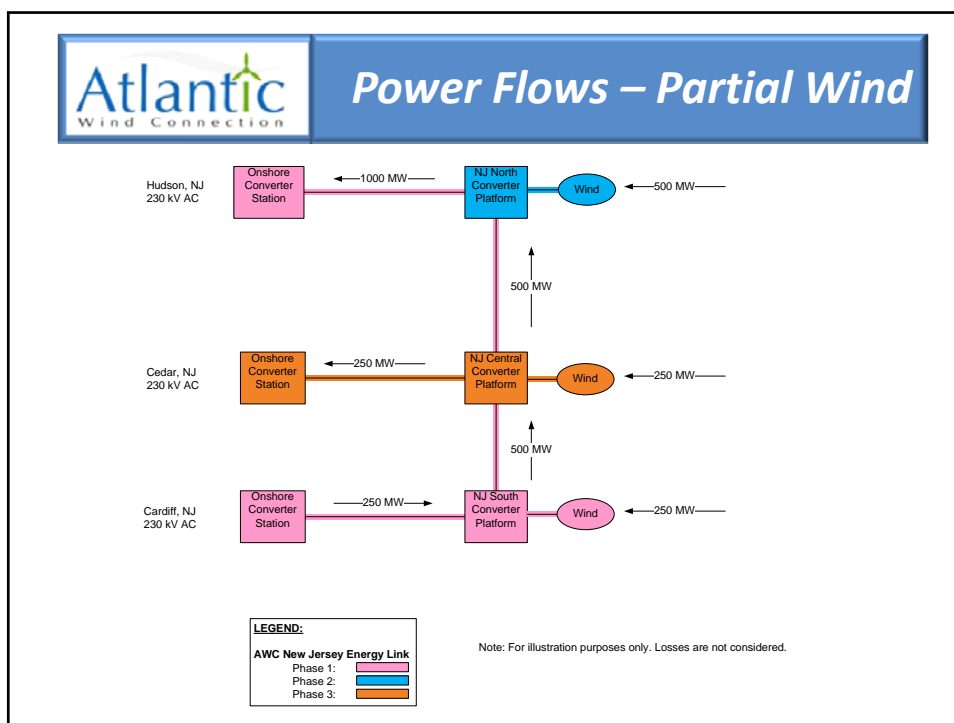 Atlantic
Wind Connection
Power Flows – Partial Wind
Hudson, NJ
230 kV AC
Onshore
Converter
Station
1000 MW
NJ North
Converter
Platform
Wind
500 MW
500 MW
Cedar, NJ
230 kV AC
Onshore
Converter
Station
250 MW
NJ Central
Converter
Platform
Wind
250 MW
500 MW
Cardiff, NJ
230 kV AC
Onshore
Converter
Station
250 MW
NJ South
Converter
Platform
Wind
250 MW
LEGEND:
AWC New Jersey Energy Link
Phase 1:
Phase 2:
Phase 3:
Note: For illustration purposes only. Losses are not considered.